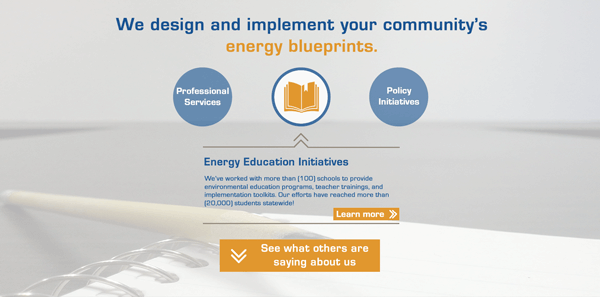 We design and implement your community's
energy blueprints.
Professional
Services
Policy
Initiatives
Energy Education Initiatives
We've worked with more than (100) schools to provide
environmental education programs, teacher trainings, and
implementation toolkits. Our efforts have reached more than
(20,000) students statewide!
Learn more
See what others are
saying about us